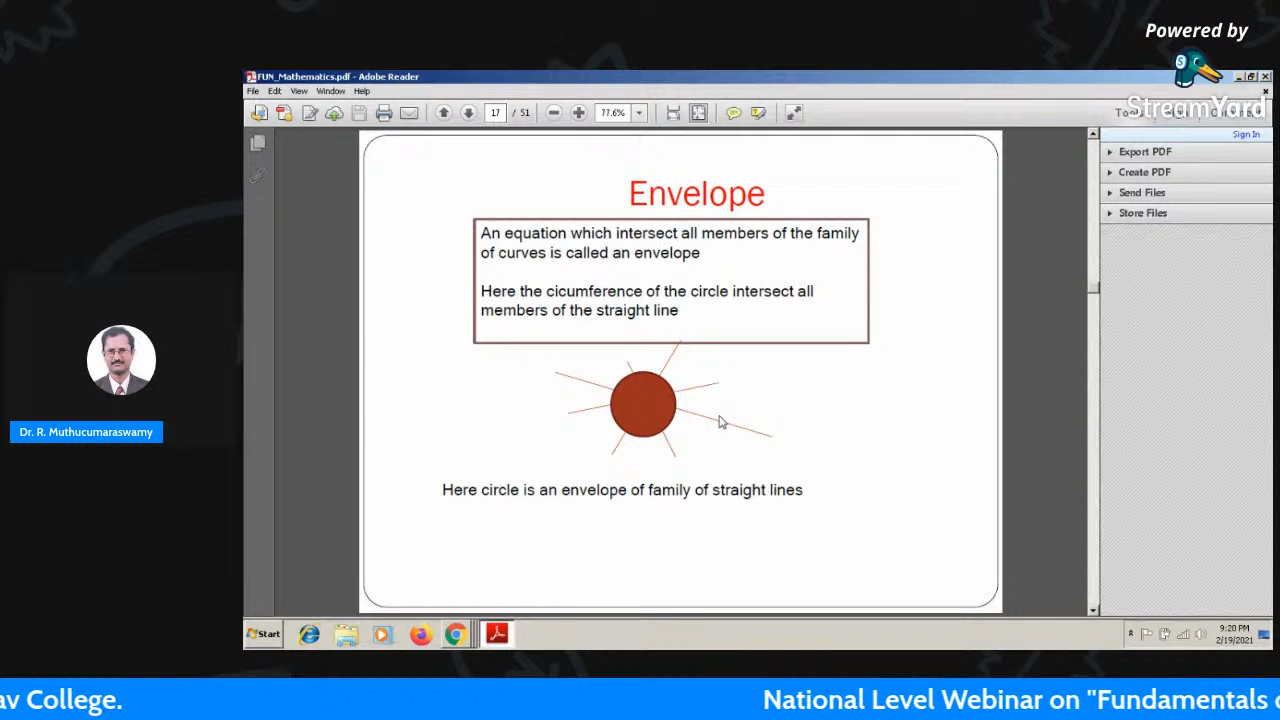 Powered by
StreamYard
FUN_Mathematics.pdf - Adobe Reader
File Edit View Window Help
17 / 51 77.6%
Sign In
Export PDF
Create PDF
Send Files
Store Files
Envelope
An equation which intersect all members of the family
of curves is called an envelope
Here the cicumference of the circle intersect all
members of the straight line
Here circle is an envelope of family of straight lines
Dr. R. Muthucumaraswamy
Start
9:20 PM
2/19/2021
av College.
National Level Webinar on "Fundamentals